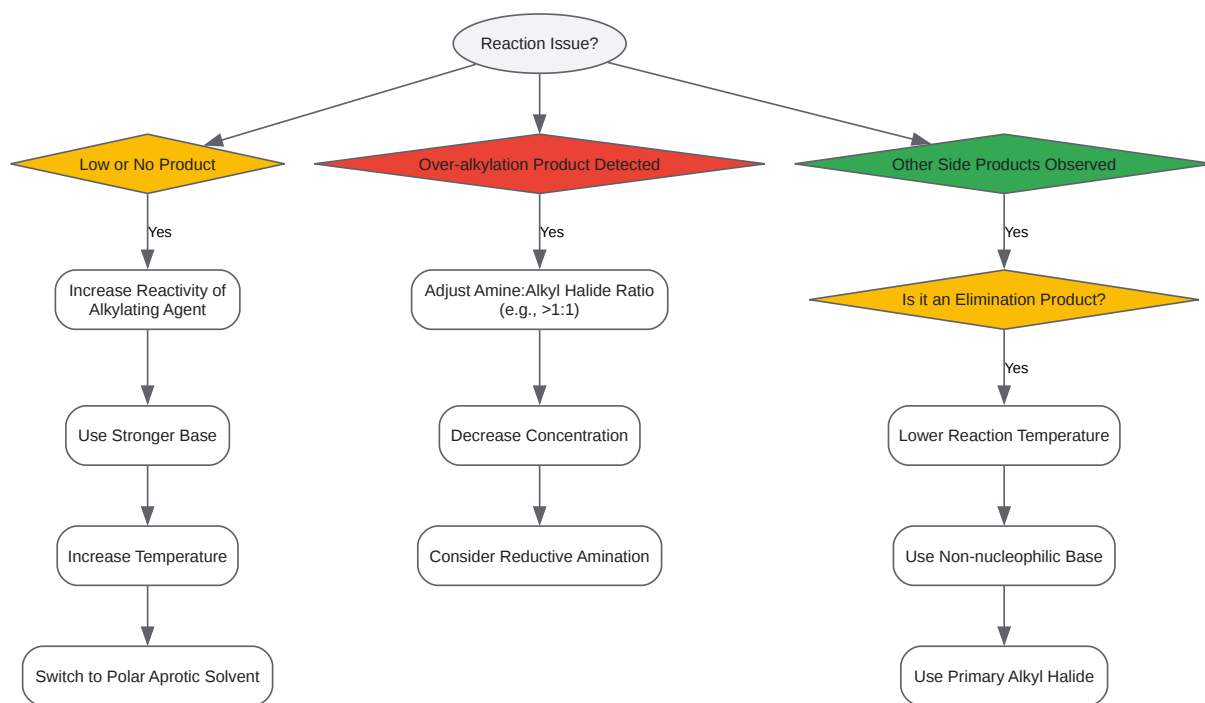 Reaction Issue?
Low or No Product
Over-alkylation Product Detected
Other Side Products Observed
Yes
Yes
Yes
Increase Reactivity of
Alkylating Agent
Adjust Amine:Alkyl Halide Ratio
(e.g., >1:1)
Is it an Elimination Product?
Yes
Use Stronger Base
Decrease Concentration
Lower Reaction Temperature
Increase Temperature
Consider Reductive Amination
Use Non-nucleophilic Base
Switch to Polar Aprotic Solvent
Use Primary Alkyl Halide